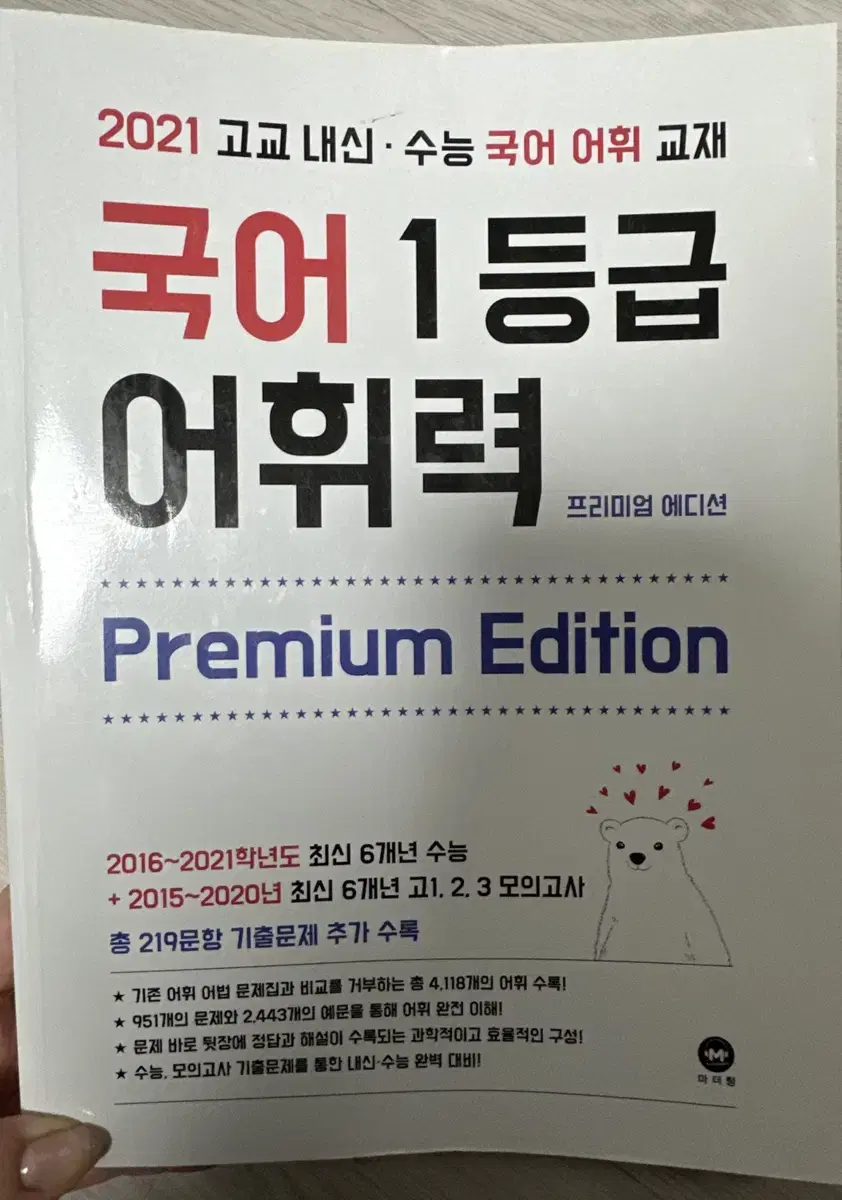 2021 고교 내신·수능 국어 어휘 교재
국어 1등급
어휘력
프리미엄 에디션
Premium Edition
2016~2021학년도 최신 6개년 수능
+ 2015~2020년 최신 6개년 고1, 2, 3 모의고사
총 219문항 기출문제 추가 수록
★ 기존 어휘 어법 문제집과 비교를 거부하는 총 4,118개의 어휘 수록!
★ 951개의 문제와 2,443개의 예문을 통해 어휘 완전 이해!
★ 문제 바로 뒷장에 정답과 해설이 수록되는 과학적이고 효율적인 구성!
★ 수능, 모의고사 기출문제를 통한 내신·수능 완벽 대비!
M
마더텅